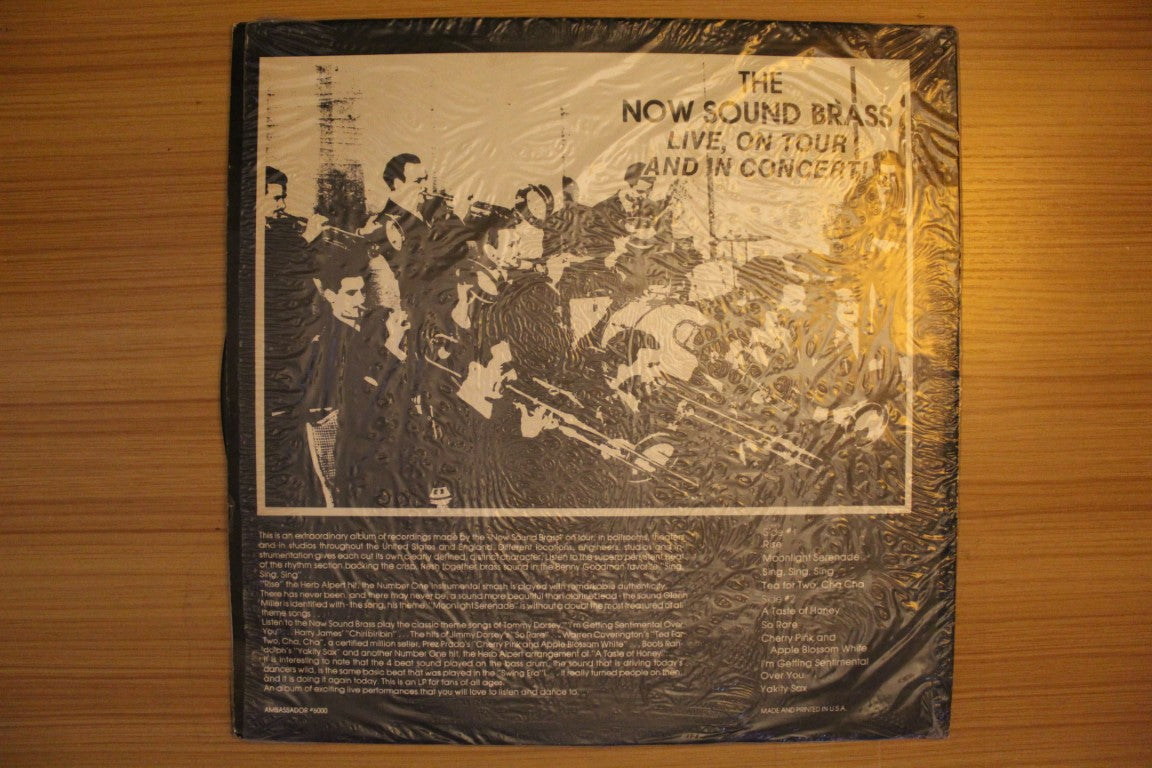 THE
NOW SOUND BRASS
LIVE, ON TOUR
AND IN CONCERT!
This is an extraordinary album of recordings made by the "Now Sound Brass" on tour, in ballrooms, theaters
and in studios throughout the United States and England. Different locations, engineers, studios and in-
strumentation gives each cut its own clearly defined, distinct character. Listen to the superb persistent beat
of the rhythm section backing the crisp, fresh together brass sound in the Benny Goodman favorite "Sing,
Sing, Sing"
"Rise" the Herb Alpert hit, the Number One instrumental smash is played with remarkable authenticity.
There has never been, and there may never be, a sound more beautiful than clarinet lead - the sound Glenn
Miller is identified with - the song, his theme, "Moonlight Serenade" is without a doubt the most treasured of all
theme songs
Listen to the Now Sound Brass play the classic theme songs of Tommy Dorsey, "I'm Getting Sentimental Over
You" . . . Harry James' "Chiribiribin" . . . The hits of Jimmy Dorsey's "So Rare" . . . Warren Caverington's "Tea For
Two, Cha, Cha", a certified million seller, Prez Prado's "Cherry Pink and Apple Blossom White" . . . Boots Ran-
dolph's "Yakity Sax" and another Number One hit, the Herb Alpert arrangement of "A Taste of Honey" . . .
It is interesting to note that the 4 beat sound played on the bass drum, the sound that is driving today's
dancers wild, is the same basic beat that was played in the "Swing Era"! . . . It really turned people on then,
and it is doing it again today. This is an LP for fans of all ages.
An album of exciting live performances that you will love to listen and dance to.
AMBASSADOR #6000
Side #1
Rise
Moonlight Serenade
Sing, Sing, Sing
Tea for Two, Cha Cha
Side #2
A Taste of Honey
So Rare
Cherry Pink and
Apple Blossom White
I'm Getting Sentimental
Over You
Yakity Sax
MADE AND PRINTED IN U.S.A.